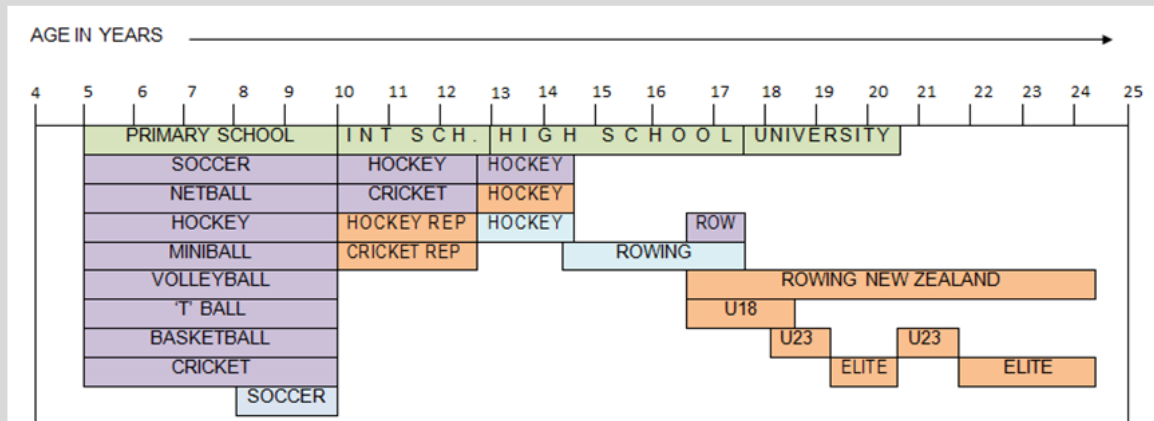 AGE IN YEARS
4 5 6 7 8 9 10 11 12 13 14 15 16 17 18 19 20 21 22 23 24 25
PRIMARY SCHOOL INT SCH. HIGH SCHOOL UNIVERSITY
SOCCER HOCKEY HOCKEY
NETBALL CRICKET HOCKEY
HOCKEY HOCKEY REP HOCKEY ROW
MINIBALL CRICKET REP ROWING
VOLLEYBALL ROWING NEW ZEALAND
‘T’ BALL U18
BASKETBALL U23 U23
CRICKET ELITE ELITE
SOCCER